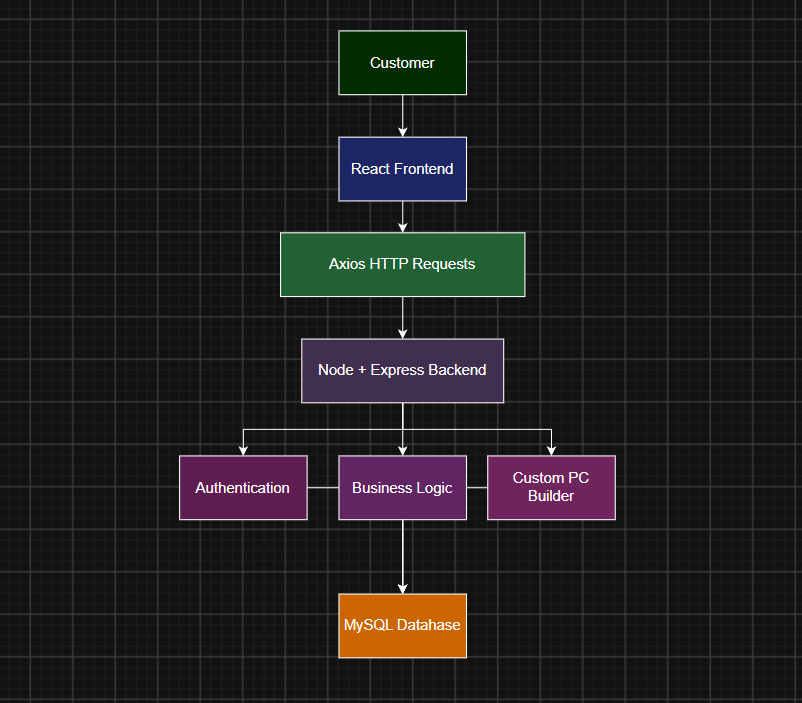 Customer
React Frontend
Axios HTTP Requests
Node + Express Backend
Authentication
Business Logic
Custom PC
Builder
MySQL Datahase